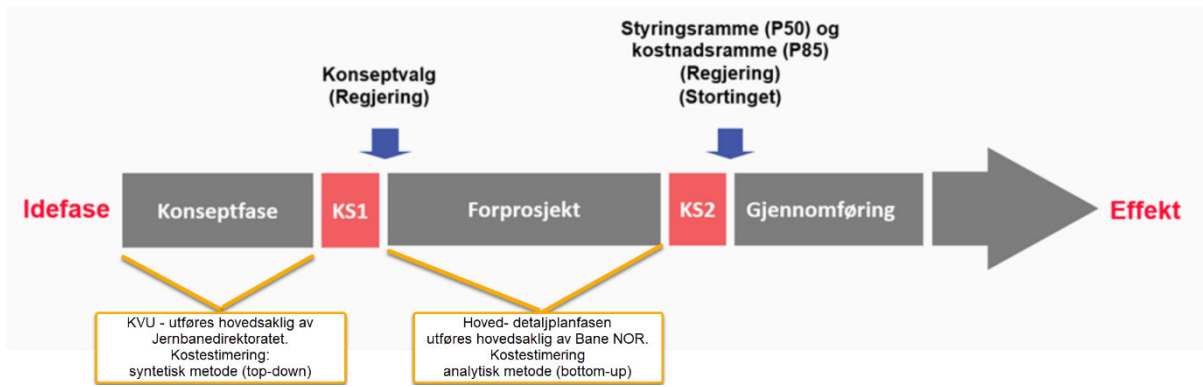 Styringsramme (P50) og
kostnadsramme (P85)
(Regjering)
(Stortinget)
Konseptvalg
(Regjering)
Idefase
Konseptfase
KS1
Forprosjekt
KS2
Gjennomføring
Effekt
KVU - utføres hovedsaklig av
Jernbanedirektoratet.
Kostestimering:
syntetisk metode (top-down)
Hoved- detaljplanfasen
utføres hovedsaklig av Bane NOR.
Kostestimering
analytisk metode (bottom-up)